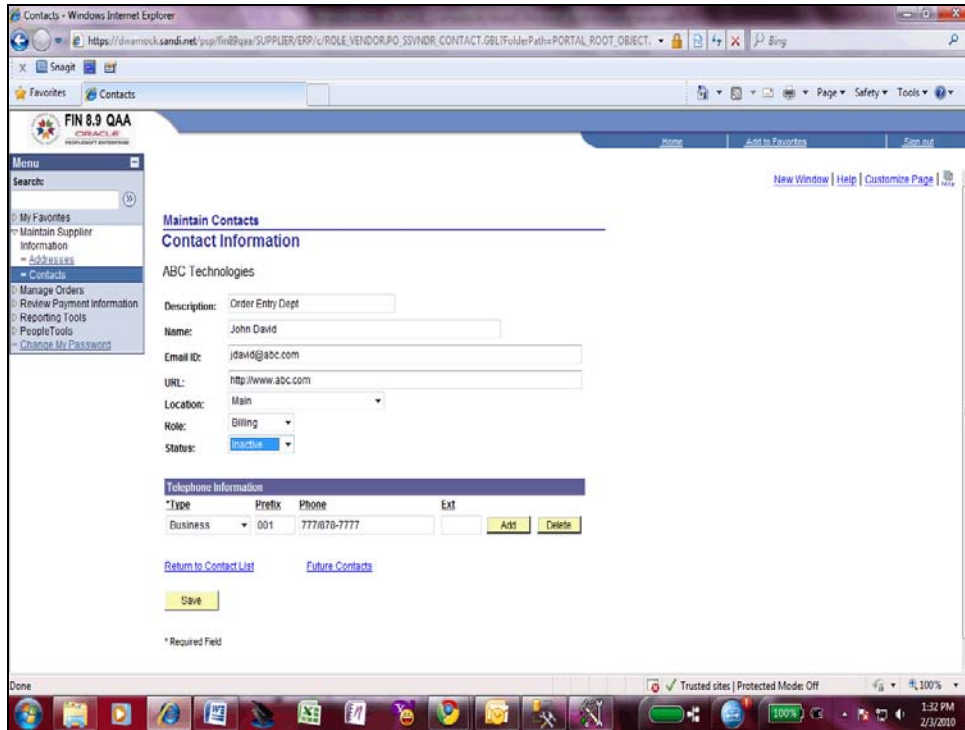 Contacts - Windows Internet Explorer
https://dwamock.sandi.net/psp/fin89qaa/SUPPLIER/ERP/c/ROLE_VENDOR.PO_SSVNDR_CONTACT.GBL?FolderPath=PORTAL_ROOT_OBJECT.
Bing
x Snagit
Favorites Contacts Page Safety Tools
FIN 8.9 QAA
ORACLE
PEOPLESOFT ENTERPRISE
Home Add to Favorites Sign out
Menu
New Window | Help | Customize Page |
Search:
My Favorites
Maintain Supplier
Information
- Addresses
- Contacts
Manage Orders
Review Payment Information
Reporting Tools
PeopleTools
- Change My Password
Maintain Contacts
Contact Information
ABC Technologies
Description: Order Entry Dept
Name: John David
Email ID: jdavid@abc.com
URL: http://www.abc.com
Location: Main
Role: Billing
Status: Inactive
Telephone Information
*Type Prefix Phone Ext
Business 001 777/878-7777 Add Delete
Return to Contact List Future Contacts
Save
* Required Field
Done Trusted sites | Protected Mode: Off 100%
100% 1:32 PM
2/3/2010